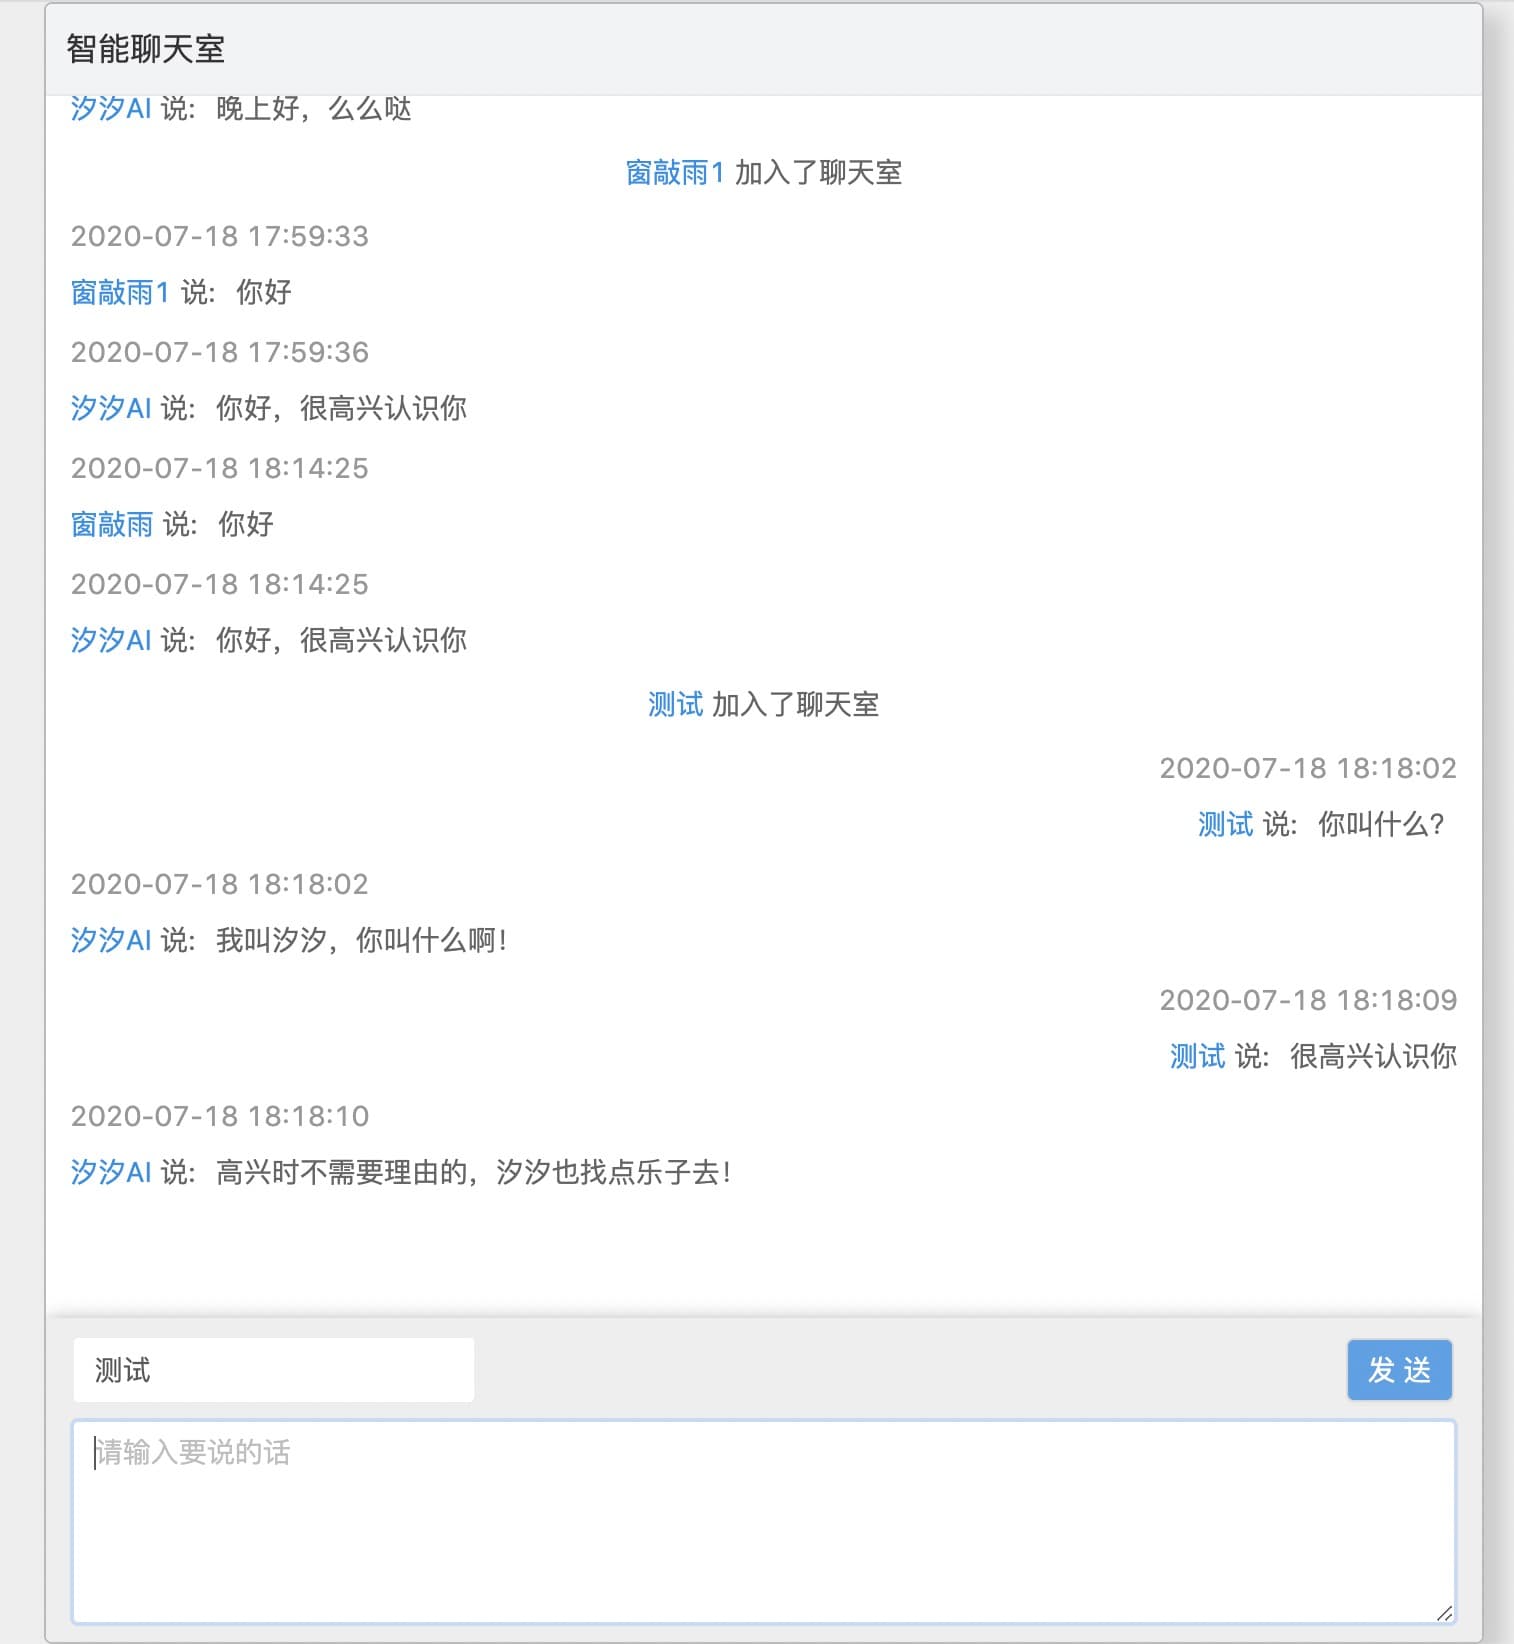 智能聊天室
汐汐AI 说: 晚上好，么么哒
窗敲雨1 加入了聊天室
2020-07-18 17:59:33
窗敲雨1 说: 你好
2020-07-18 17:59:36
汐汐AI 说: 你好，很高兴认识你
2020-07-18 18:14:25
窗敲雨 说: 你好
2020-07-18 18:14:25
汐汐AI 说: 你好，很高兴认识你
测试 加入了聊天室
2020-07-18 18:18:02
测试 说: 你叫什么？
2020-07-18 18:18:02
汐汐AI 说: 我叫汐汐，你叫什么啊！
2020-07-18 18:18:09
测试 说: 很高兴认识你
2020-07-18 18:18:10
汐汐AI 说: 高兴时不需要理由的，汐汐也找点乐子去！
测试
发 送
请输入要说的话